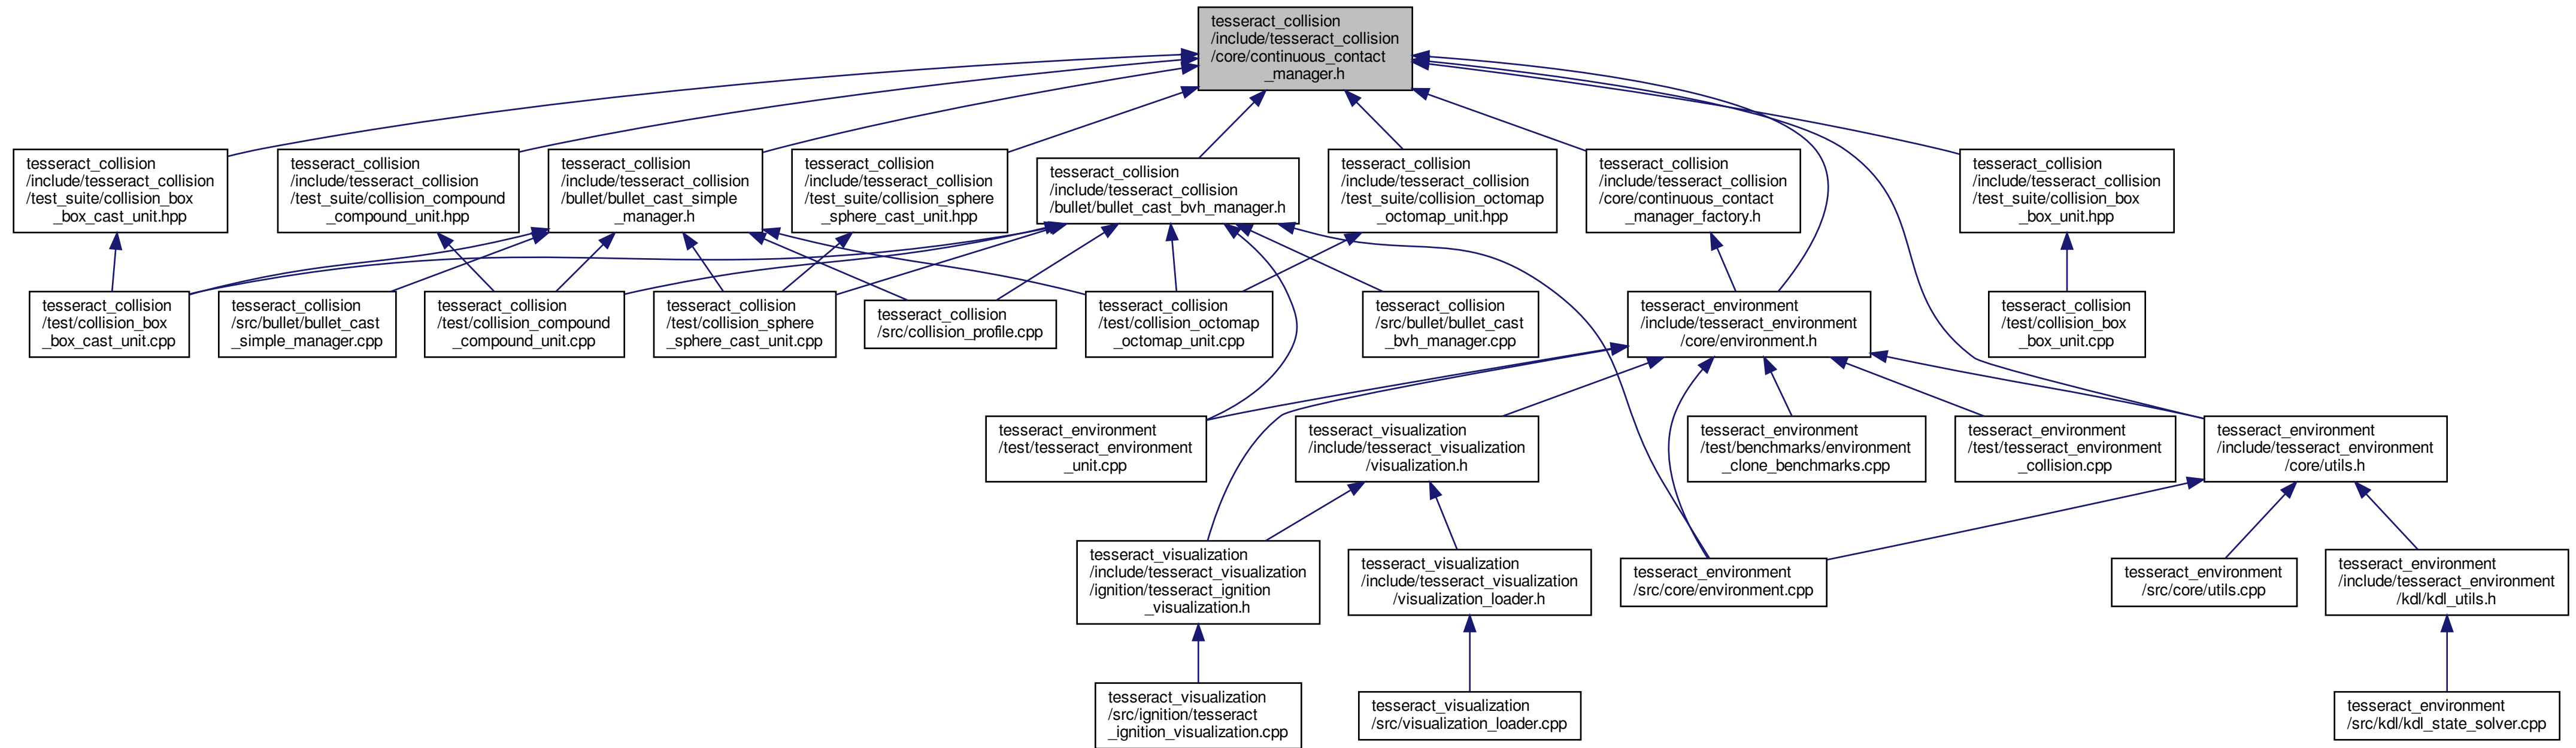 tesseract_collision
/include/tesseract_collision
/core/continuous_contact
_manager.h
tesseract_collision
/include/tesseract_collision
/test_suite/collision_box
_box_cast_unit.hpp
tesseract_collision
/include/tesseract_collision
/test_suite/collision_compound
_compound_unit.hpp
tesseract_collision
/include/tesseract_collision
/bullet/bullet_cast_simple
_manager.h
tesseract_collision
/include/tesseract_collision
/test_suite/collision_sphere
_sphere_cast_unit.hpp
tesseract_collision
/include/tesseract_collision
/bullet/bullet_cast_bvh_manager.h
tesseract_collision
/include/tesseract_collision
/test_suite/collision_octomap
_octomap_unit.hpp
tesseract_collision
/include/tesseract_collision
/core/continuous_contact
_manager_factory.h
tesseract_collision
/include/tesseract_collision
/test_suite/collision_box
_box_unit.hpp
tesseract_collision
/test/collision_box
_box_cast_unit.cpp
tesseract_collision
/src/bullet/bullet_cast
_simple_manager.cpp
tesseract_collision
/test/collision_compound
_compound_unit.cpp
tesseract_collision
/test/collision_sphere
_sphere_cast_unit.cpp
tesseract_collision
/src/collision_profile.cpp
tesseract_collision
/test/collision_octomap
_octomap_unit.cpp
tesseract_collision
/src/bullet/bullet_cast
_bvh_manager.cpp
tesseract_environment
/include/tesseract_environment
/core/environment.h
tesseract_collision
/test/collision_box
_box_unit.cpp
tesseract_environment
/test/tesseract_environment
_unit.cpp
tesseract_visualization
/include/tesseract_visualization
/visualization.h
tesseract_environment
/test/benchmarks/environment
_clone_benchmarks.cpp
tesseract_environment
/test/tesseract_environment
_collision.cpp
tesseract_environment
/include/tesseract_environment
/core/utils.h
tesseract_visualization
/include/tesseract_visualization
/ignition/tesseract_ignition
_visualization.h
tesseract_visualization
/include/tesseract_visualization
/visualization_loader.h
tesseract_environment
/src/core/environment.cpp
tesseract_environment
/src/core/utils.cpp
tesseract_environment
/include/tesseract_environment
/kdl/kdl_utils.h
tesseract_visualization
/src/ignition/tesseract
_ignition_visualization.cpp
tesseract_visualization
/src/visualization_loader.cpp
tesseract_environment
/src/kdl/kdl_state_solver.cpp